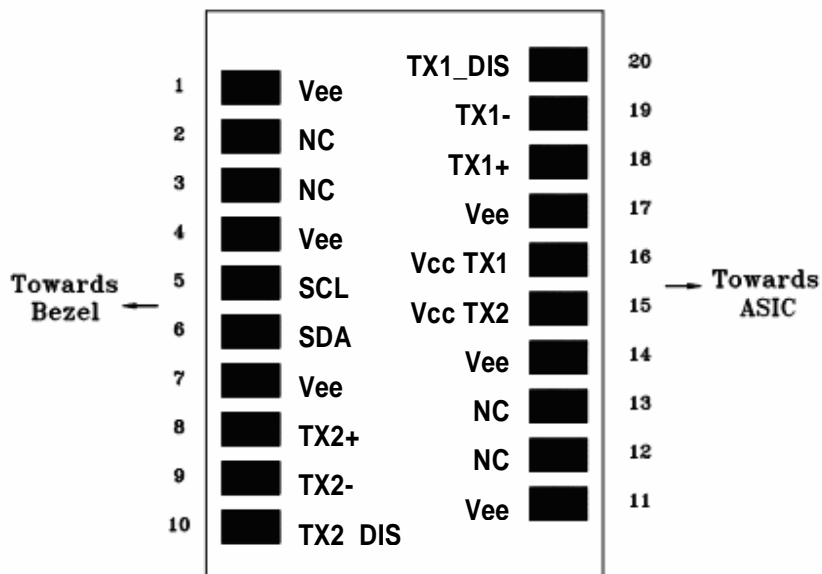 TX1_DIS 20
1 Vee
TX1- 19
2 NC
TX1+ 18
3 NC
Vee 17
4 Vee
Vcc TX1 16
Towards
Bezel
5 SCL
Towards
ASIC
Vcc TX2 15
6 SDA
Vee 14
7 Vee
NC 13
8 TX2+
NC 12
9 TX2-
Vee 11
10 TX2 DIS